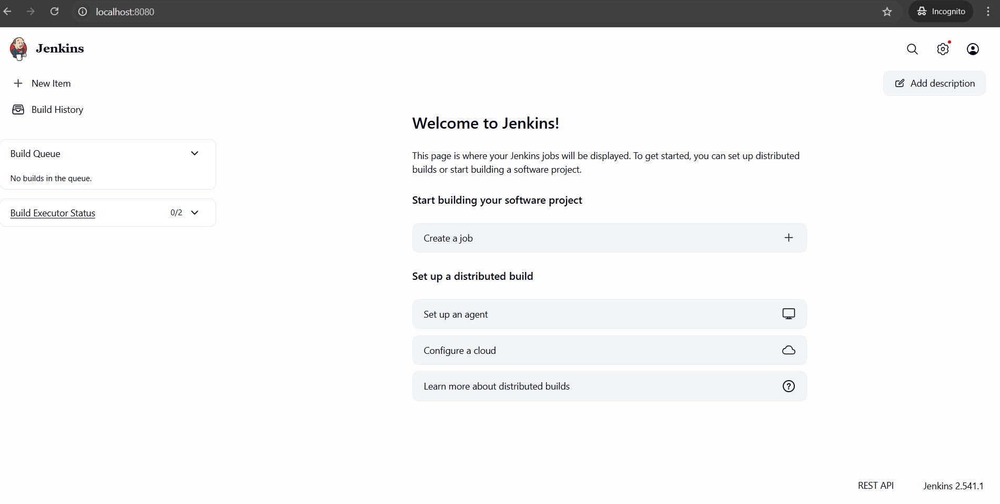 localhost:8080
Incognito
Jenkins
New Item
Add description
Build History
Welcome to Jenkins!
Build Queue
This page is where your Jenkins jobs will be displayed. To get started, you can set up distributed
builds or start building a software project.
No builds in the queue.
Start building your software project
Build Executor Status 0/2
Create a job
Set up a distributed build
Set up an agent
Configure a cloud
Learn more about distributed builds
REST API Jenkins 2.541.1